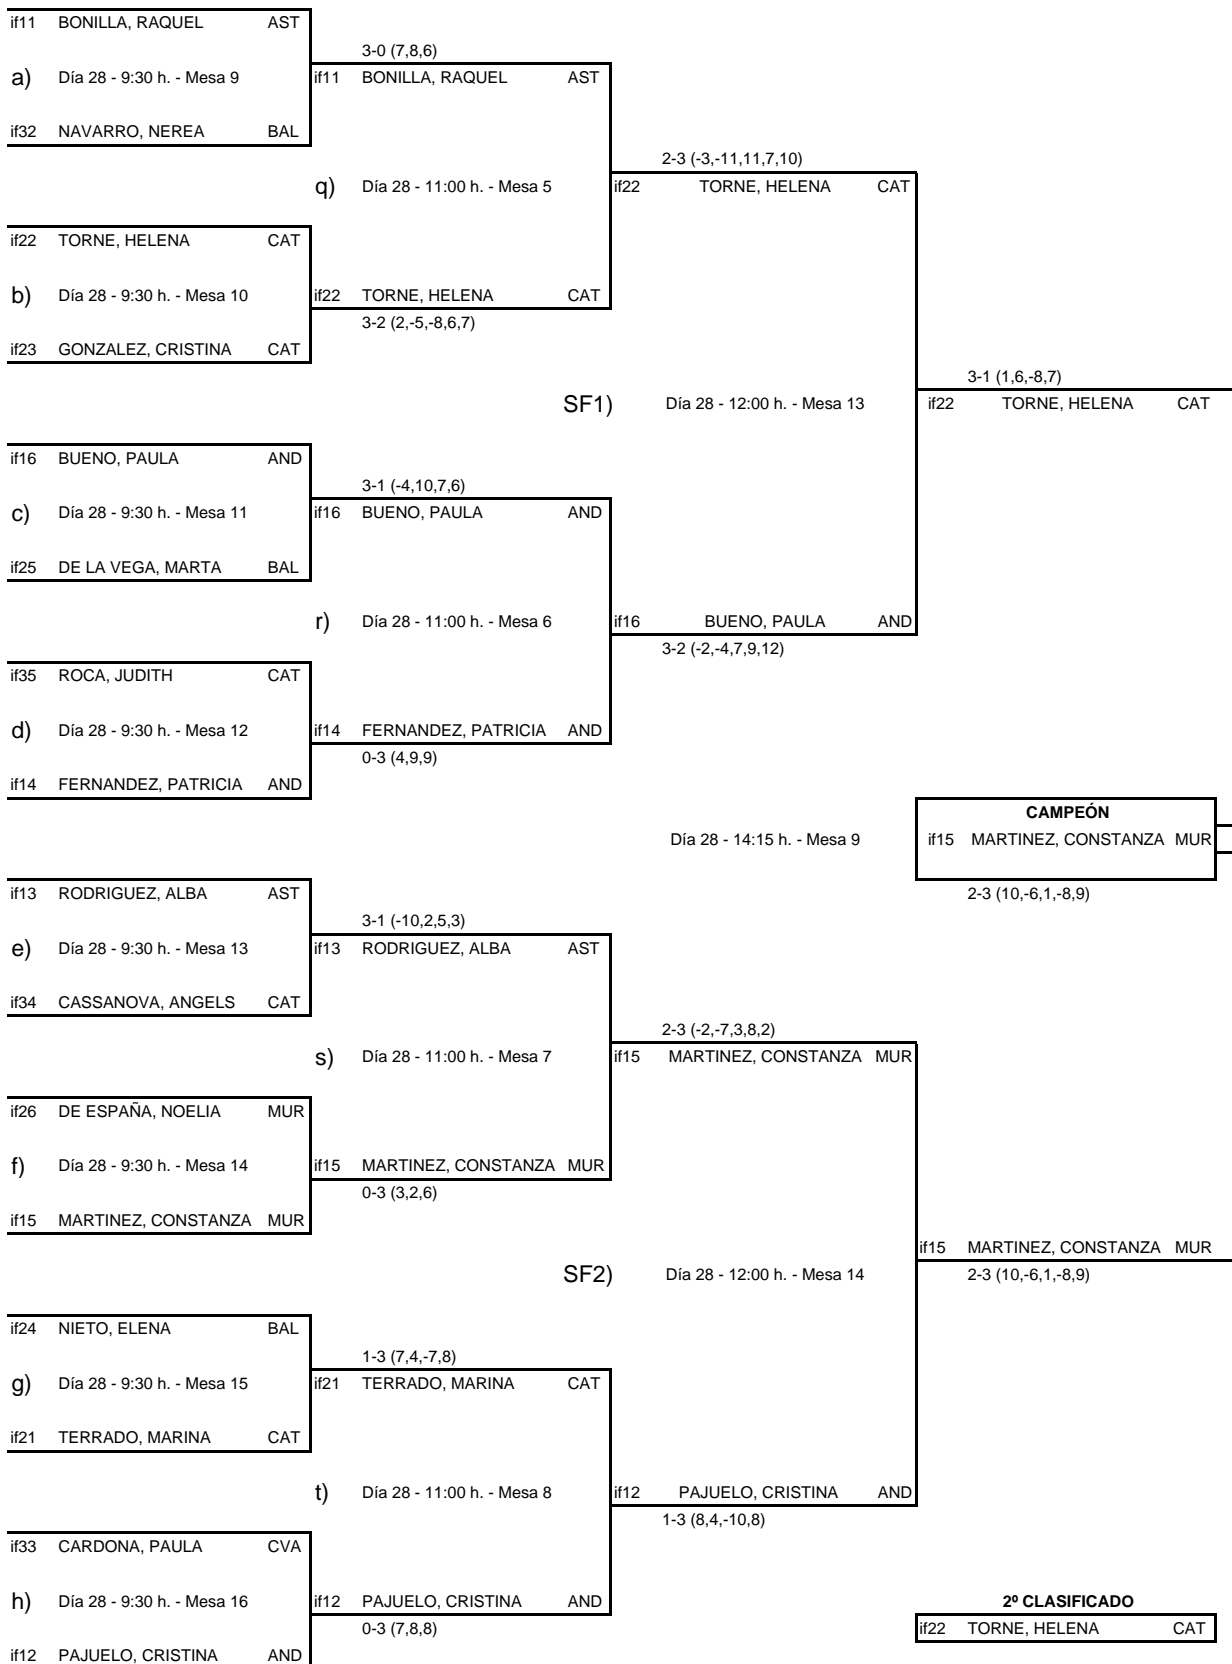 if11 BONILLA, RAQUEL AST
3-0 (7,8,6)
a) Día 28 - 9:30 h. - Mesa 9 if11 BONILLA, RAQUEL AST
if32 NAVARRO, NEREA BAL
2-3 (-3,-11,11,7,10)
q) Día 28 - 11:00 h. - Mesa 5 if22 TORNE, HELENA CAT
if22 TORNE, HELENA CAT
b) Día 28 - 9:30 h. - Mesa 10 if22 TORNE, HELENA CAT
3-2 (2,-5,-8,6,7)
if23 GONZALEZ, CRISTINA CAT
3-1 (1,6,-8,7)
SF1) Día 28 - 12:00 h. - Mesa 13 if22 TORNE, HELENA CAT
if16 BUENO, PAULA AND
3-1 (-4,10,7,6)
c) Día 28 - 9:30 h. - Mesa 11 if16 BUENO, PAULA AND
if25 DE LA VEGA, MARTA BAL
r) Día 28 - 11:00 h. - Mesa 6 if16 BUENO, PAULA AND
3-2 (-2,-4,7,9,12)
if35 ROCA, JUDITH CAT
d) Día 28 - 9:30 h. - Mesa 12 if14 FERNANDEZ, PATRICIA AND
0-3 (4,9,9)
if14 FERNANDEZ, PATRICIA AND
CAMPEÓN
Día 28 - 14:15 h. - Mesa 9 if15 MARTINEZ, CONSTANZA MUR
if13 RODRIGUEZ, ALBA AST 2-3 (10,-6,1,-8,9)
3-1 (-10,2,5,3)
e) Día 28 - 9:30 h. - Mesa 13 if13 RODRIGUEZ, ALBA AST
if34 CASSANOVA, ANGELS CAT
2-3 (-2,-7,3,8,2)
s) Día 28 - 11:00 h. - Mesa 7 if15 MARTINEZ, CONSTANZA MUR
if26 DE ESPAÑA, NOELIA MUR
f) Día 28 - 9:30 h. - Mesa 14 if15 MARTINEZ, CONSTANZA MUR
0-3 (3,2,6)
if15 MARTINEZ, CONSTANZA MUR
if15 MARTINEZ, CONSTANZA MUR
SF2) Día 28 - 12:00 h. - Mesa 14 2-3 (10,-6,1,-8,9)
if24 NIETO, ELENA BAL
1-3 (7,4,-7,8)
g) Día 28 - 9:30 h. - Mesa 15 if21 TERRADO, MARINA CAT
if21 TERRADO, MARINA CAT
t) Día 28 - 11:00 h. - Mesa 8 if12 PAJUELO, CRISTINA AND
1-3 (8,4,-10,8)
if33 CARDONA, PAULA CVA
h) Día 28 - 9:30 h. - Mesa 16 if12 PAJUELO, CRISTINA AND 2º CLASIFICADO
0-3 (7,8,8) if22 TORNE, HELENA CAT
if12 PAJUELO, CRISTINA AND